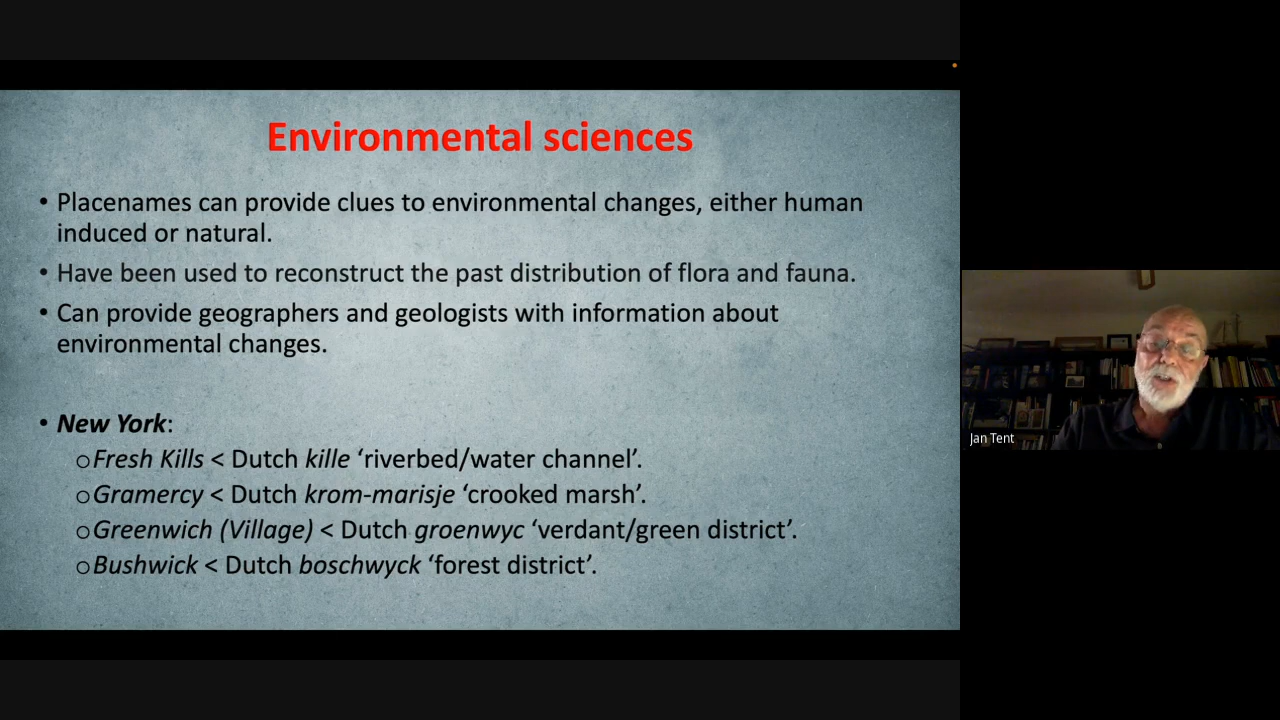 Environmental sciences
• Placenames can provide clues to environmental changes, either human
induced or natural.
• Have been used to reconstruct the past distribution of flora and fauna.
• Can provide geographers and geologists with information about
environmental changes.
• New York:
○Fresh Kills < Dutch kille ‘riverbed/water channel’.
○Gramercy < Dutch krom-marisje ‘crooked marsh’.
○Greenwich (Village) < Dutch groenwyc ‘verdant/green district’.
○Bushwick < Dutch boschwyck ‘forest district’.
Jan Tent